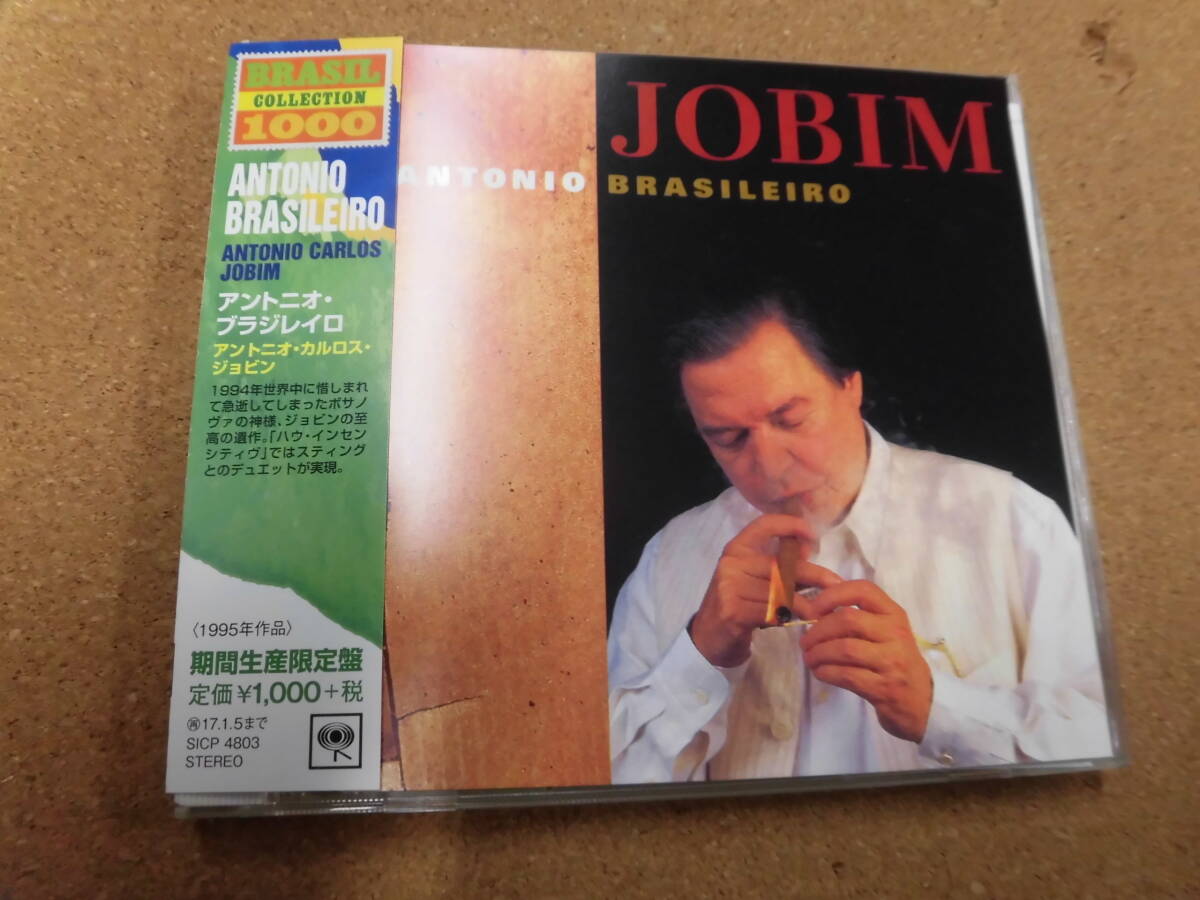 BRASIL
COLLECTION
1000
ANTONIO
BRASILEIRO
ANTONIO CARLOS
JOBIM
アントニオ・
ブラジレイロ
アントニオ・カルロス・
ジョビン
1994年世界中に惜しまれ
て急逝してしまったボサノ
ヴァの神様、ジョビンの至
高の遺作。「ハウ・インセン
シティヴ」ではスティング
とのデュエットが実現。
〈1995年作品〉
期間生産限定盤
定価¥1,000+税
㋐17.1.5まで
SICP 4803
STEREO
JOBIM
ANTONIO BRASILEIRO